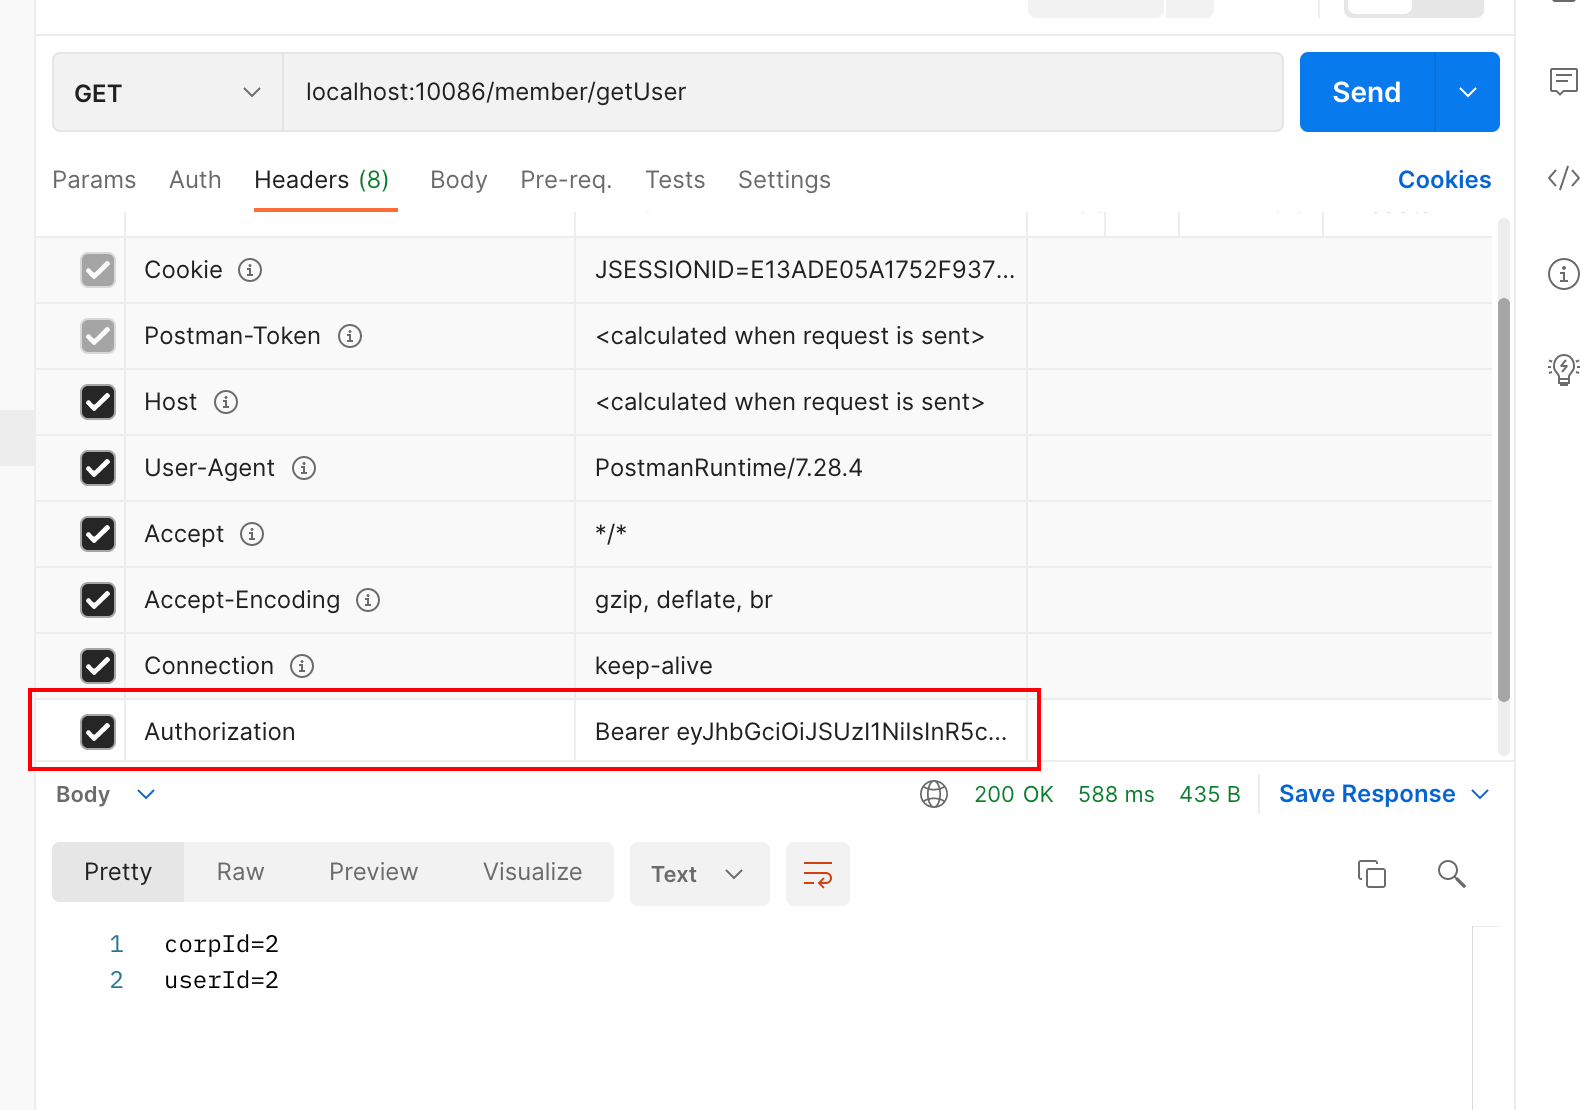 GET
localhost:10086/member/getUser
Send
Params Auth Headers (8) Body Pre-req. Tests Settings Cookies
Cookie JSESSIONID=E13ADE05A1752F937...
Postman-Token <calculated when request is sent>
Host <calculated when request is sent>
User-Agent PostmanRuntime/7.28.4
Accept */*
Accept-Encoding gzip, deflate, br
Connection keep-alive
Authorization Bearer eyJhbGciOiJSUzI1NiIsInR5c...
Body 200 OK 588 ms 435 B Save Response
Pretty Raw Preview Visualize Text
1 corpId=2
2 userId=2